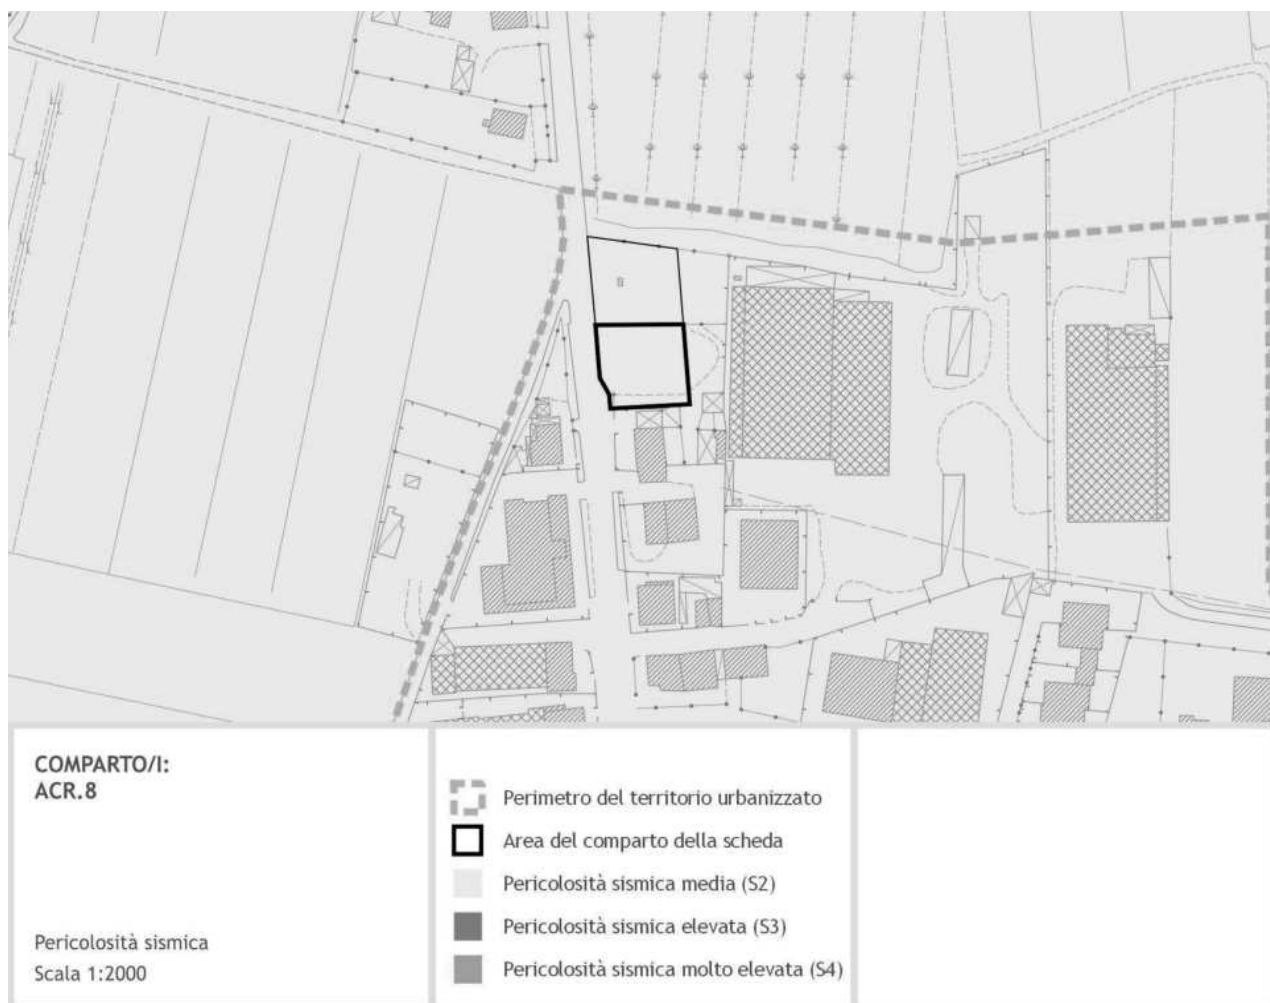 COMPARTO/I:
ACR.8
Pericolosità sismica
Scala 1:2000
Perimetro del territorio urbanizzato
Area del comparto della scheda
Pericolosità sismica media (S2)
Pericolosità sismica elevata (S3)
Pericolosità sismica molto elevata (S4)